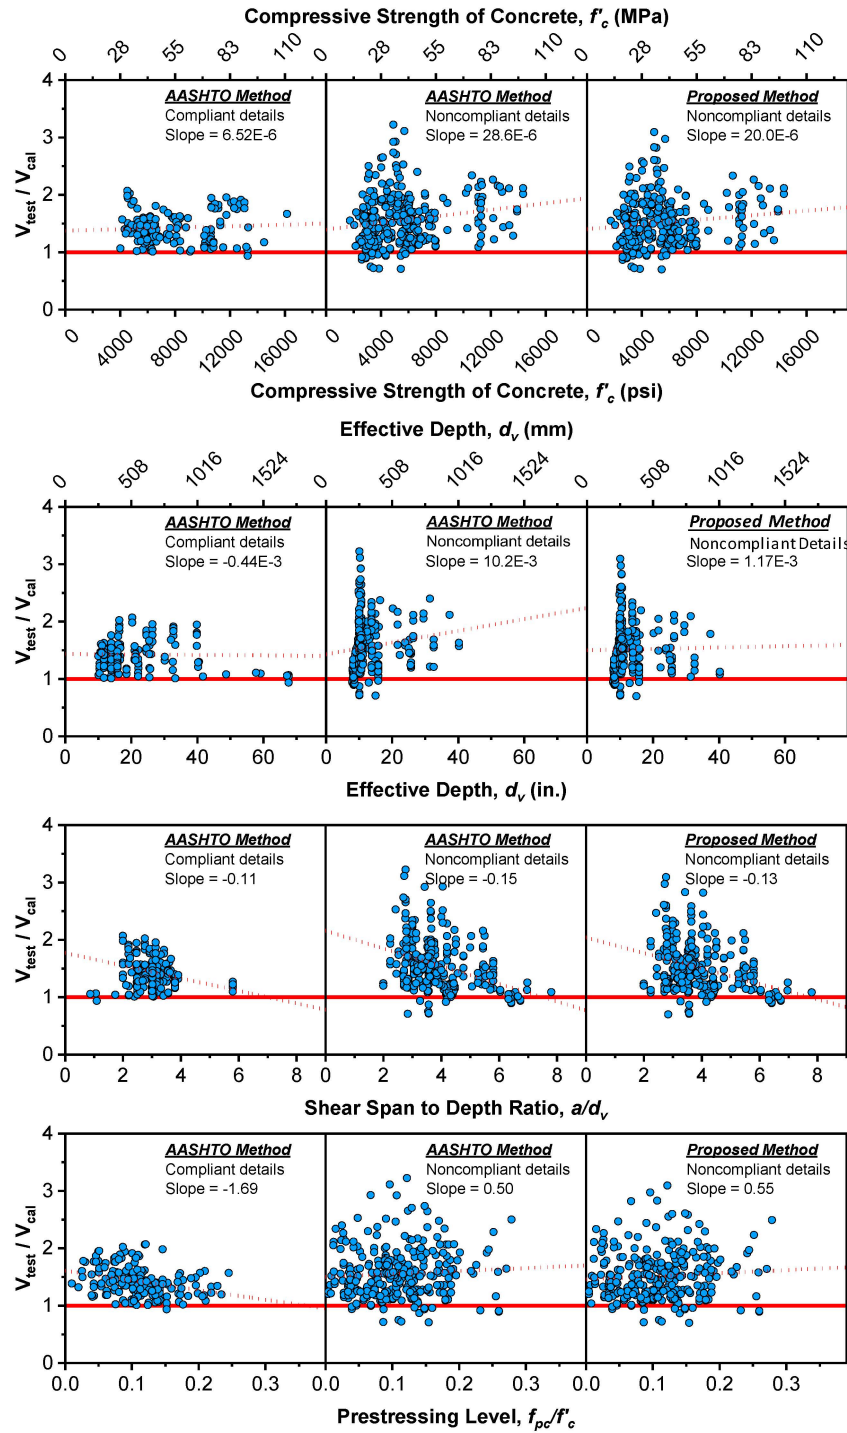 Compressive Strength of Concrete, f'c (MPa)
0 28 55 83 110 0 28 55 83 110 0 28 55 83 110
4
3
2
1
0
Vtest / Vcal
AASHTO Method
Compliant details
Slope = 6.52E-6
AASHTO Method
Noncompliant details
Slope = 28.6E-6
Proposed Method
Noncompliant details
Slope = 20.0E-6
0 4000 8000 12000 16000 0 4000 8000 12000 16000 0 4000 8000 12000 16000
Compressive Strength of Concrete, f'c (psi)
Effective Depth, dv (mm)
0 508 1016 1524 0 508 1016 1524 0 508 1016 1524
4
3
2
1
0
Vtest / Vcal
AASHTO Method
Compliant details
Slope = -0.44E-3
AASHTO Method
Noncompliant details
Slope = 10.2E-3
Proposed Method
Noncompliant Details
Slope = 1.17E-3
0 20 40 60 0 20 40 60 0 20 40 60
Effective Depth, dv (in.)
4
3
2
1
0
Vtest / Vcal
AASHTO Method
Compliant details
Slope = -0.11
AASHTO Method
Noncompliant details
Slope = -0.15
Proposed Method
Noncompliant details
Slope = -0.13
0 2 4 6 8 0 2 4 6 8 0 2 4 6 8
Shear Span to Depth Ratio, a/dv
4
3
2
1
0
Vtest / Vcal
AASHTO Method
Compliant details
Slope = -1.69
AASHTO Method
Noncompliant details
Slope = 0.50
Proposed Method
Noncompliant details
Slope = 0.55
0.0 0.1 0.2 0.3 0.0 0.1 0.2 0.3 0.0 0.1 0.2 0.3
Prestressing Level, fpc/f'c